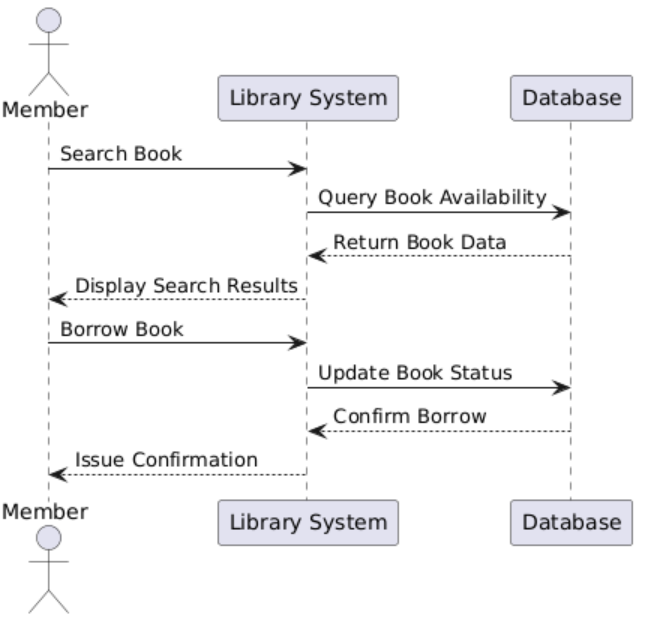 Member
Library System
Database
Search Book
Query Book Availability
Return Book Data
Display Search Results
Borrow Book
Update Book Status
Confirm Borrow
Issue Confirmation
Member
Library System
Database